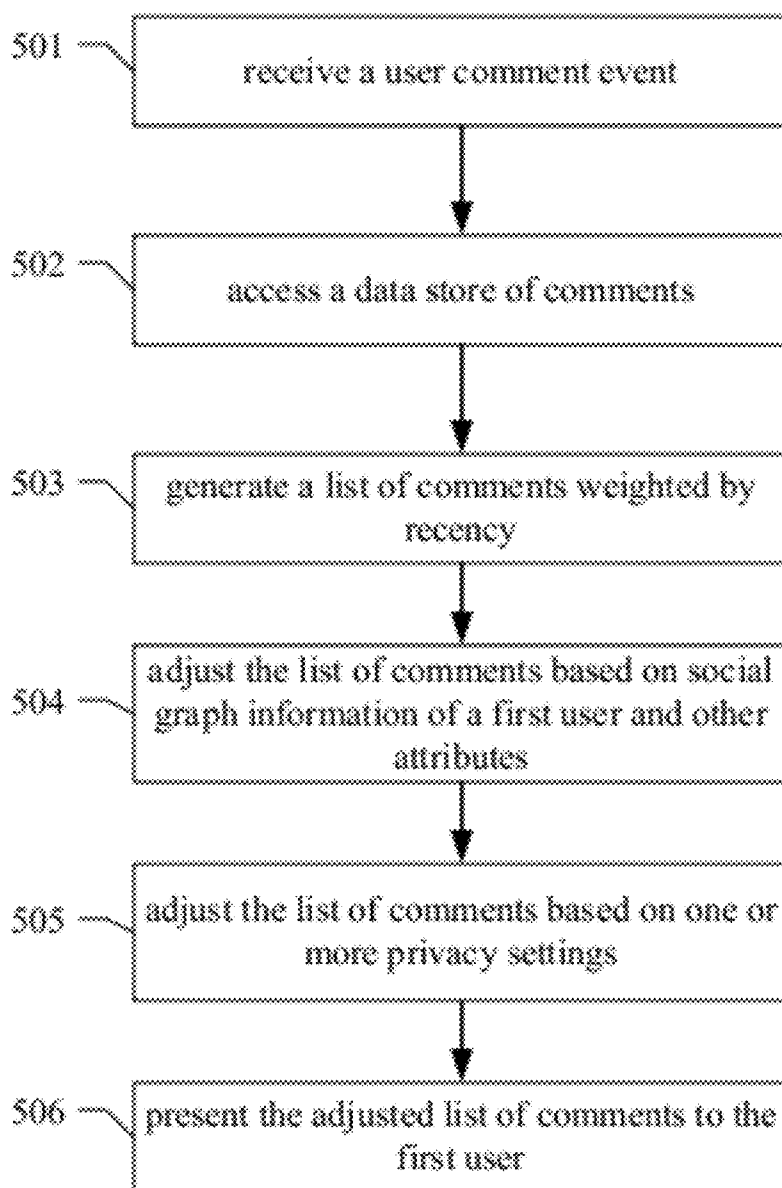 501
receive a user comment event
502
access a data store of comments
503
generate a list of comments weighted by
recency
504
adjust the list of comments based on social
graph information of a first user and other
attributes
505
adjust the list of comments based on one or
more privacy settings
506
present the adjusted list of comments to the
first user